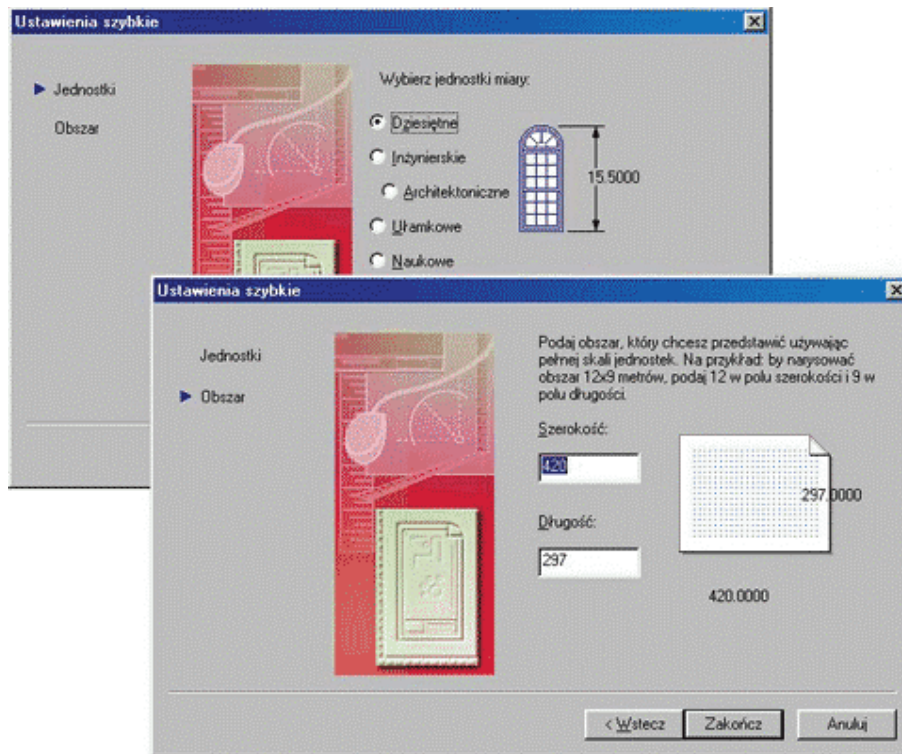 Ustawienia szybkie
Jednostki
Obszar
Wybierz jednostki miary:
Dziesiętne
Inżynierskie
Architektoniczne
Ułamkowe
Naukowe
15.5000
Ustawienia szybkie
Jednostki
Obszar
Podaj obszar, który chcesz przedstawić używając
pełnej skali jednostek. Na przykład: by narysować
obszar 12x9 metrów, podaj 12 w polu szerokości i 9 w
polu długości.
Szerokość:
420
Długość:
297
297.0000
420.0000
< Wstecz
Zakończ
Anuluj